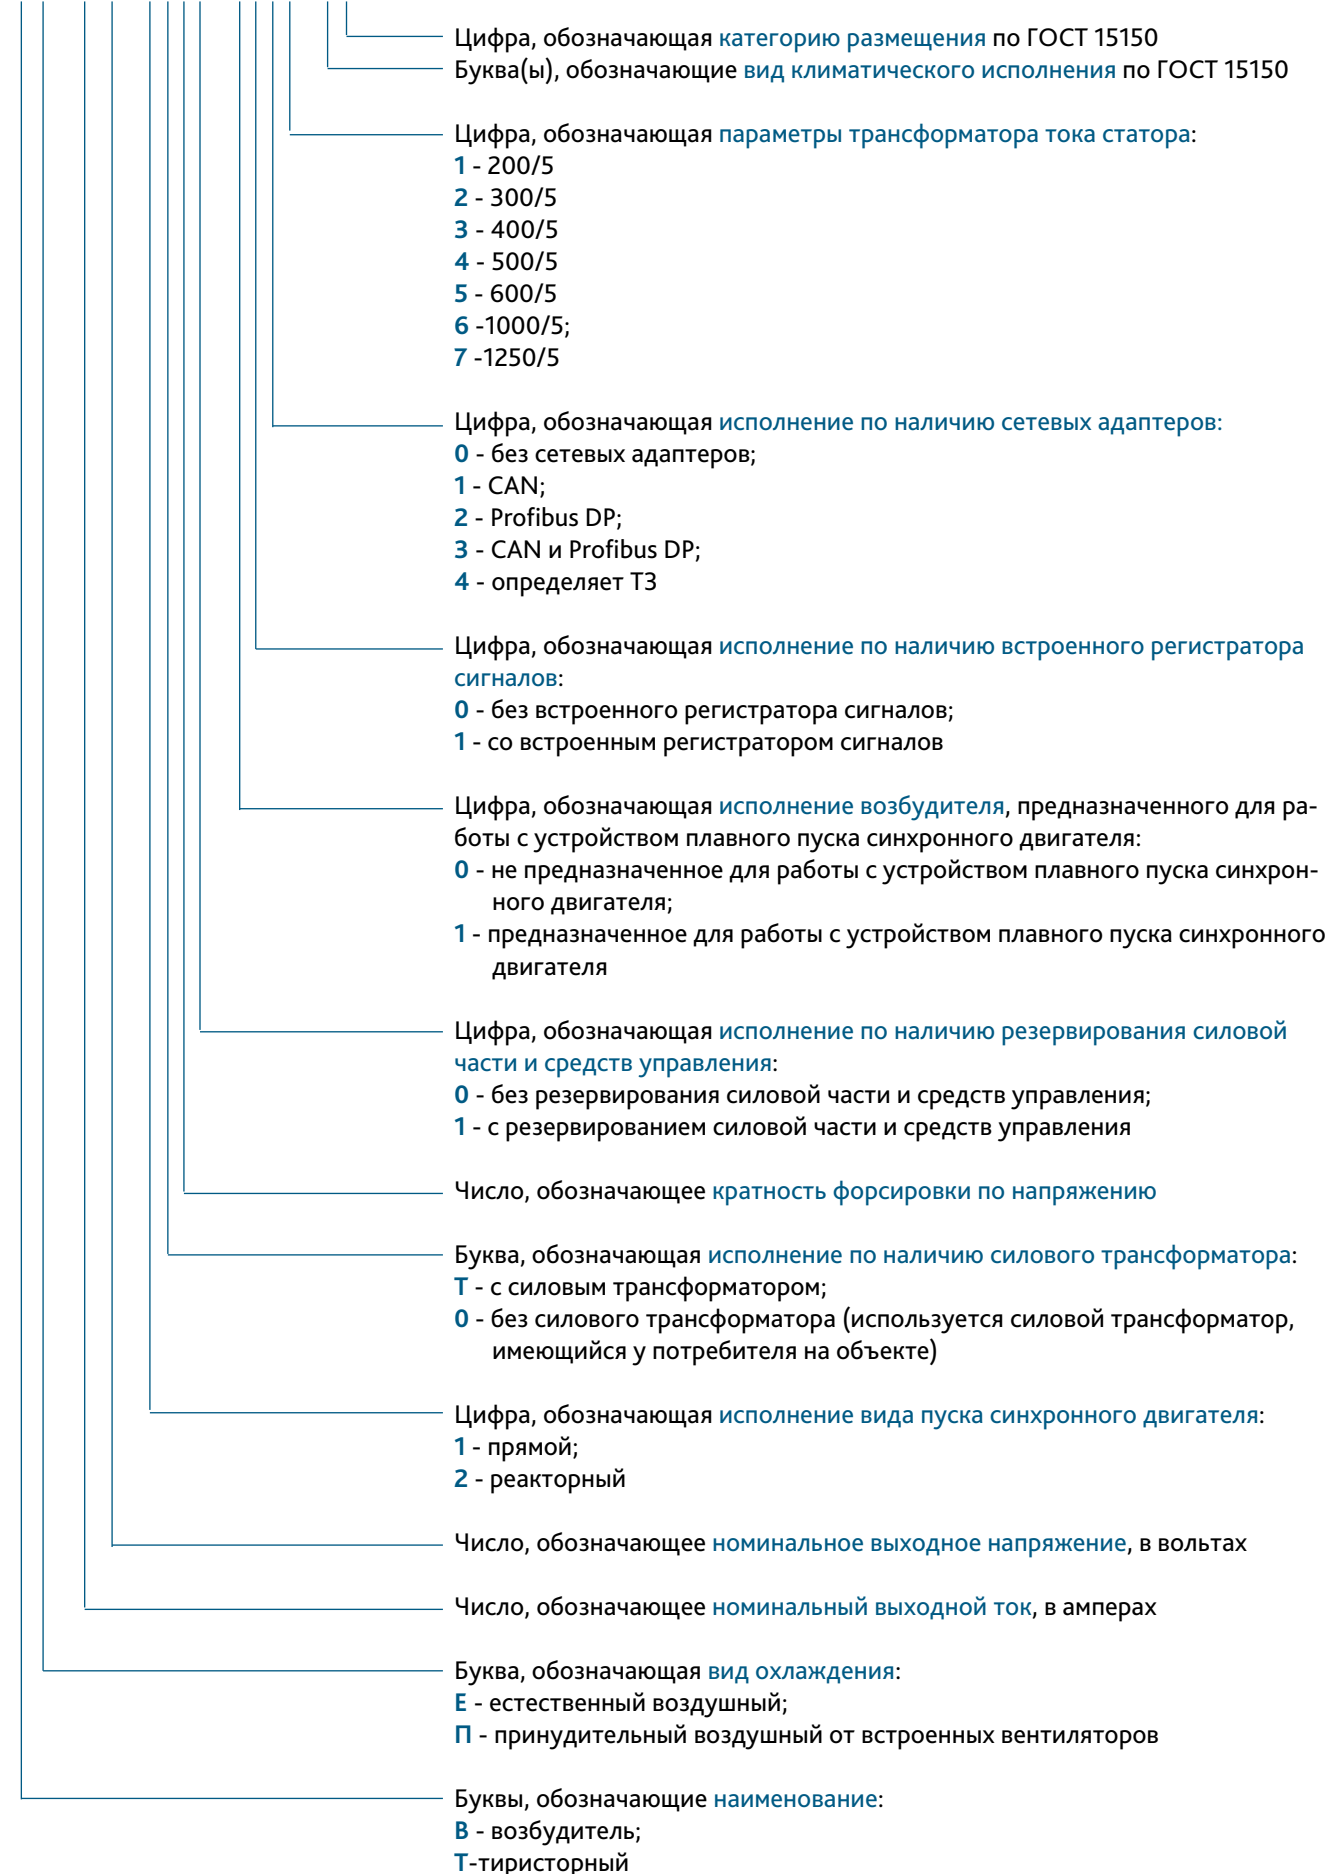 Цифра, обозначающая категорию размещения по ГОСТ 15150
Буква(ы), обозначающие вид климатического исполнения по ГОСТ 15150
Цифра, обозначающая параметры трансформатора тока статора:
1 - 200/5
2 - 300/5
3 - 400/5
4 - 500/5
5 - 600/5
6 -1000/5;
7 -1250/5
Цифра, обозначающая исполнение по наличию сетевых адаптеров:
0 - без сетевых адаптеров;
1 - CAN;
2 - Profibus DP;
3 - CAN и Profibus DP;
4 - определяет ТЗ
Цифра, обозначающая исполнение по наличию встроенного регистратора
сигналов:
0 - без встроенного регистратора сигналов;
1 - со встроенным регистратором сигналов
Цифра, обозначающая исполнение возбудителя, предназначенного для ра-
боты с устройством плавного пуска синхронного двигателя:
0 - не предназначенное для работы с устройством плавного пуска синхрон-
ного двигателя;
1 - предназначенное для работы с устройством плавного пуска синхронного
двигателя
Цифра, обозначающая исполнение по наличию резервирования силовой
части и средств управления:
0 - без резервирования силовой части и средств управления;
1 - с резервированием силовой части и средств управления
Число, обозначающее кратность форсировки по напряжению
Буква, обозначающая исполнение по наличию силового трансформатора:
Т - с силовым трансформатором;
0 - без силового трансформатора (используется силовой трансформатор,
имеющийся у потребителя на объекте)
Цифра, обозначающая исполнение вида пуска синхронного двигателя:
1 - прямой;
2 - реакторный
Число, обозначающее номинальное выходное напряжение, в вольтах
Число, обозначающее номинальный выходной ток, в амперах
Буква, обозначающая вид охлаждения:
Е - естественный воздушный;
П - принудительный воздушный от встроенных вентиляторов
Буквы, обозначающие наименование:
В - возбудитель;
Т-тиристорный